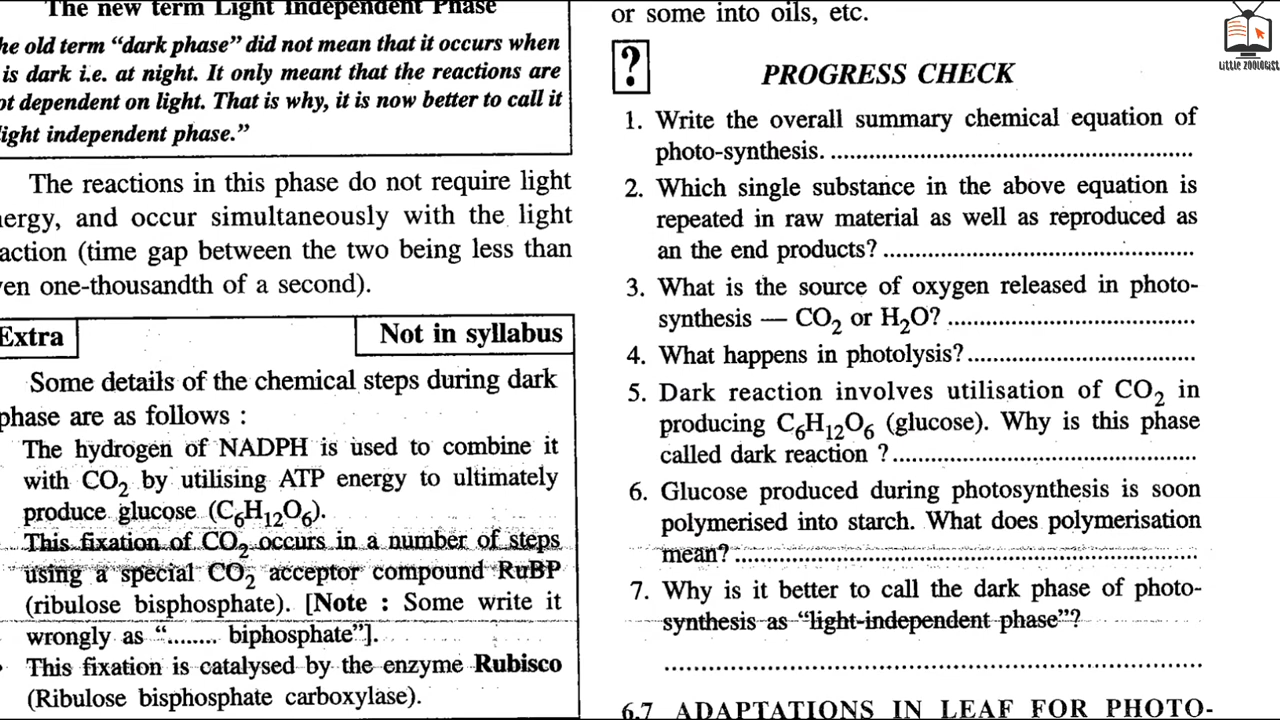 The new term Light Independent Phase
he old term “dark phase” did not mean that it occurs when
is dark i.e. at night. It only meant that the reactions are
ot dependent on light. That is why, it is now better to call it
light independent phase.”
The reactions in this phase do not require light
nergy, and occur simultaneously with the light
action (time gap between the two being less than
ven one-thousandth of a second).
Extra
Not in syllabus
Some details of the chemical steps during dark
phase are as follows :
The hydrogen of NADPH is used to combine it
with CO₂ by utilising ATP energy to ultimately
produce glucose (C₆H₁₂O₆).
This fixation of CO₂ occurs in a number of steps
using a special CO₂ acceptor compound RuBP
(ribulose bisphosphate). [Note : Some write it
wrongly as “........ biphosphate”].
This fixation is catalysed by the enzyme Rubisco
(Ribulose bisphosphate carboxylase).
or some into oils, etc.
?
PROGRESS CHECK
1. Write the overall summary chemical equation of
photo-synthesis. ....................................................
2. Which single substance in the above equation is
repeated in raw material as well as reproduced as
an the end products? ............................................
3. What is the source of oxygen released in photo-
synthesis — CO₂ or H₂O? ...................................
4. What happens in photolysis? ................................
5. Dark reaction involves utilisation of CO₂ in
producing C₆H₁₂O₆ (glucose). Why is this phase
called dark reaction ? ...........................................
6. Glucose produced during photosynthesis is soon
polymerised into starch. What does polymerisation
mean? .................................................................
7. Why is it better to call the dark phase of photo-
synthesis as “light-independent phase”?
..............................................................................
6.7 ADAPTATIONS IN LEAF FOR PHOTO-
LITTLE ZOOLOGIST